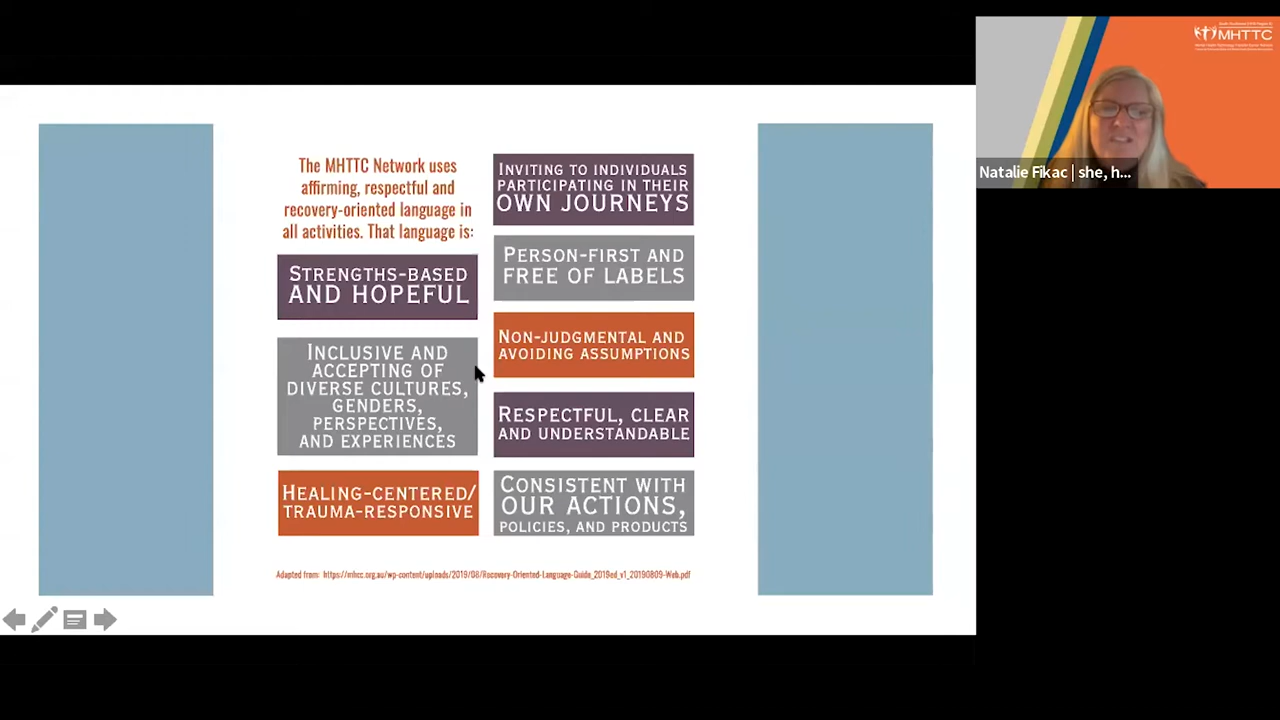 The MHTTC Network uses
affirming, respectful and
recovery-oriented language in
all activities. That language is:
STRENGTHS-BASED
AND HOPEFUL
INCLUSIVE AND
ACCEPTING OF
DIVERSE CULTURES,
GENDERS,
PERSPECTIVES,
AND EXPERIENCES
HEALING-CENTERED/
TRAUMA-RESPONSIVE
INVITING TO INDIVIDUALS
PARTICIPATING IN THEIR
OWN JOURNEYS
PERSON-FIRST AND
FREE OF LABELS
NON-JUDGMENTAL AND
AVOIDING ASSUMPTIONS
RESPECTFUL, CLEAR
AND UNDERSTANDABLE
CONSISTENT WITH
OUR ACTIONS,
POLICIES, AND PRODUCTS
Adapted from: https://mhcc.org.au/wp-content/uploads/2019/08/Recovery-Oriented-Language-Guide_2019ed_v1_20190809-Web.pdf
MHTTC
Natalie Fikac | she, h...